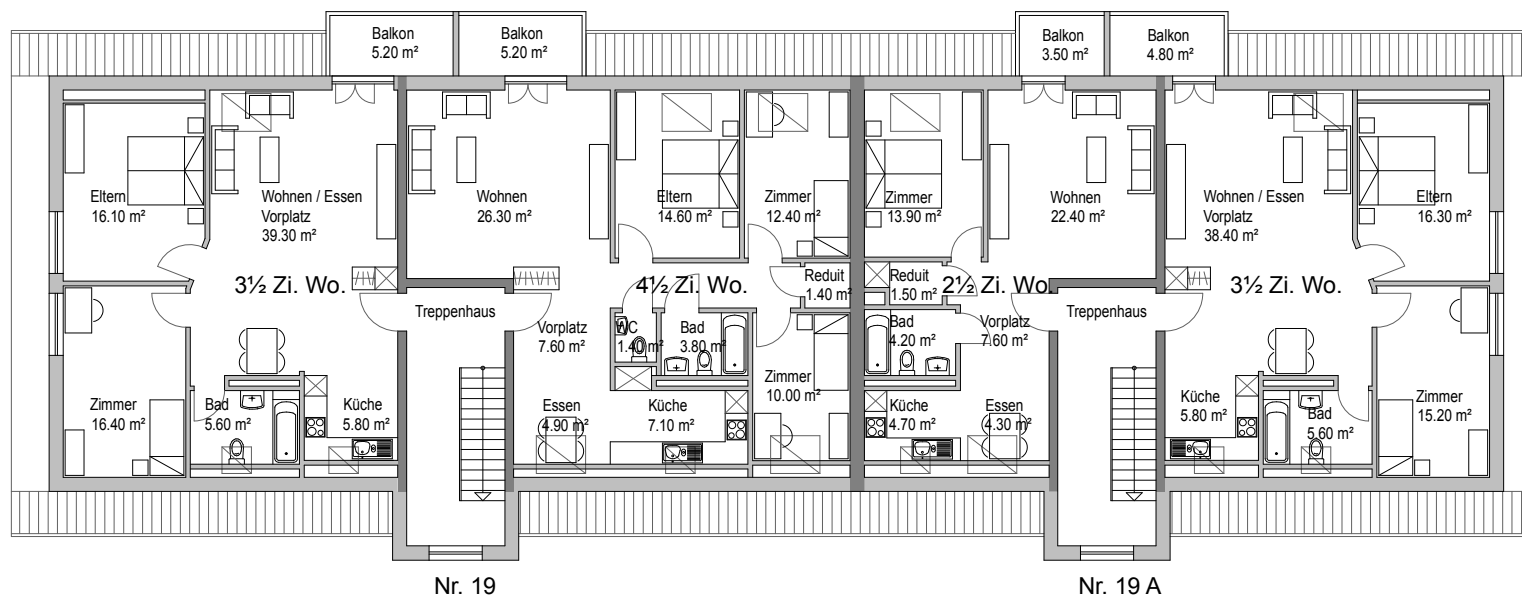 Balkon
5.20 m²
Balkon
5.20 m²
Balkon
3.50 m²
Balkon
4.80 m²
Eltern
16.10 m²
Wohnen / Essen
Vorplatz
39.30 m²
3½ Zi. Wo.
Zimmer
16.40 m²
Bad
5.60 m²
Küche
5.80 m²
Treppenhaus
Wohnen
26.30 m²
Eltern
14.60 m²
Zimmer
12.40 m²
4½ Zi. Wo.
Reduit
1.40 m²
Vorplatz
7.60 m²
WC
1.40 m²
Bad
3.80 m²
Zimmer
10.00 m²
Essen
4.90 m²
Küche
7.10 m²
Zimmer
13.90 m²
Wohnen
22.40 m²
Reduit
1.50 m²
2½ Zi. Wo.
Bad
4.20 m²
Vorplatz
7.60 m²
Küche
4.70 m²
Essen
4.30 m²
Treppenhaus
Wohnen / Essen
Vorplatz
38.40 m²
Eltern
16.30 m²
3½ Zi. Wo.
Küche
5.80 m²
Bad
5.60 m²
Zimmer
15.20 m²
Nr. 19
Nr. 19 A